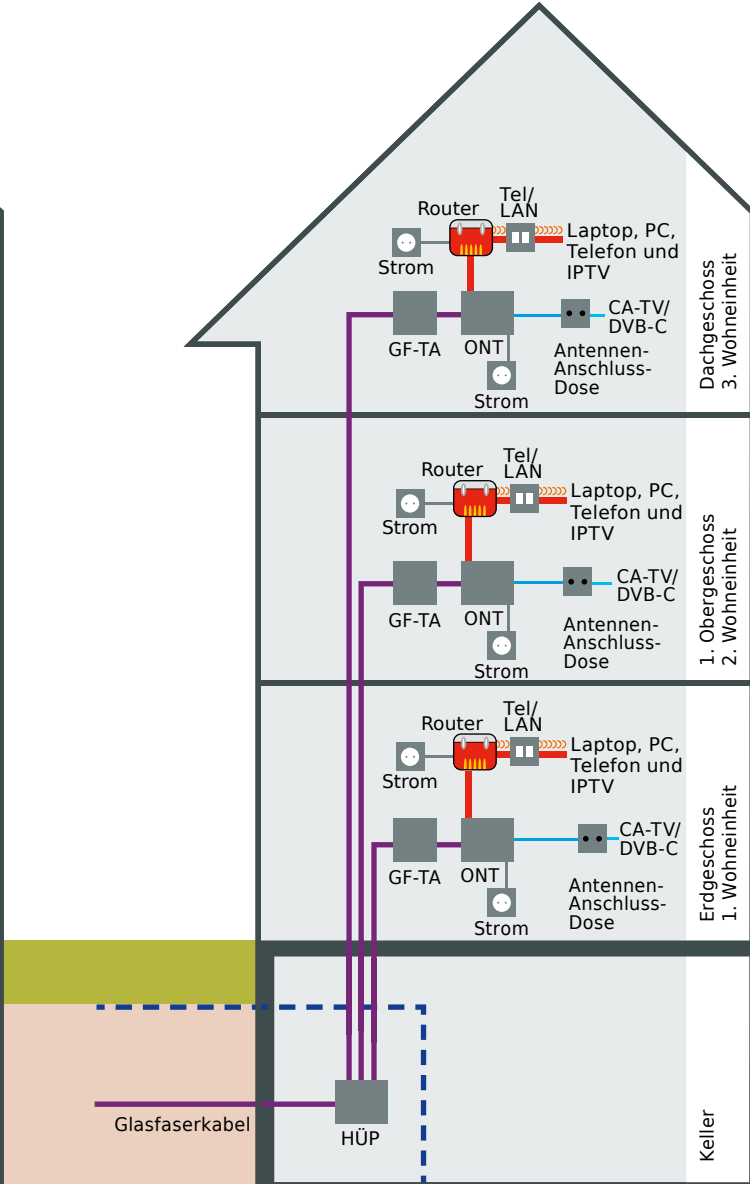 Tel/
LAN
Router
Laptop, PC,
Telefon und
IPTV
Strom
CA-TV/
DVB-C
GF-TA
ONT
Antennen-
Anschluss-
Dose
Strom
Dachgeschoss
3. Wohneinheit
Tel/
LAN
Router
Laptop, PC,
Telefon und
IPTV
Strom
CA-TV/
DVB-C
GF-TA
ONT
Antennen-
Anschluss-
Dose
Strom
1. Obergeschoss
2. Wohneinheit
Tel/
LAN
Router
Laptop, PC,
Telefon und
IPTV
Strom
CA-TV/
DVB-C
GF-TA
ONT
Antennen-
Anschluss-
Dose
Strom
Erdgeschoss
1. Wohneinheit
Glasfaserkabel
HÜP
Keller